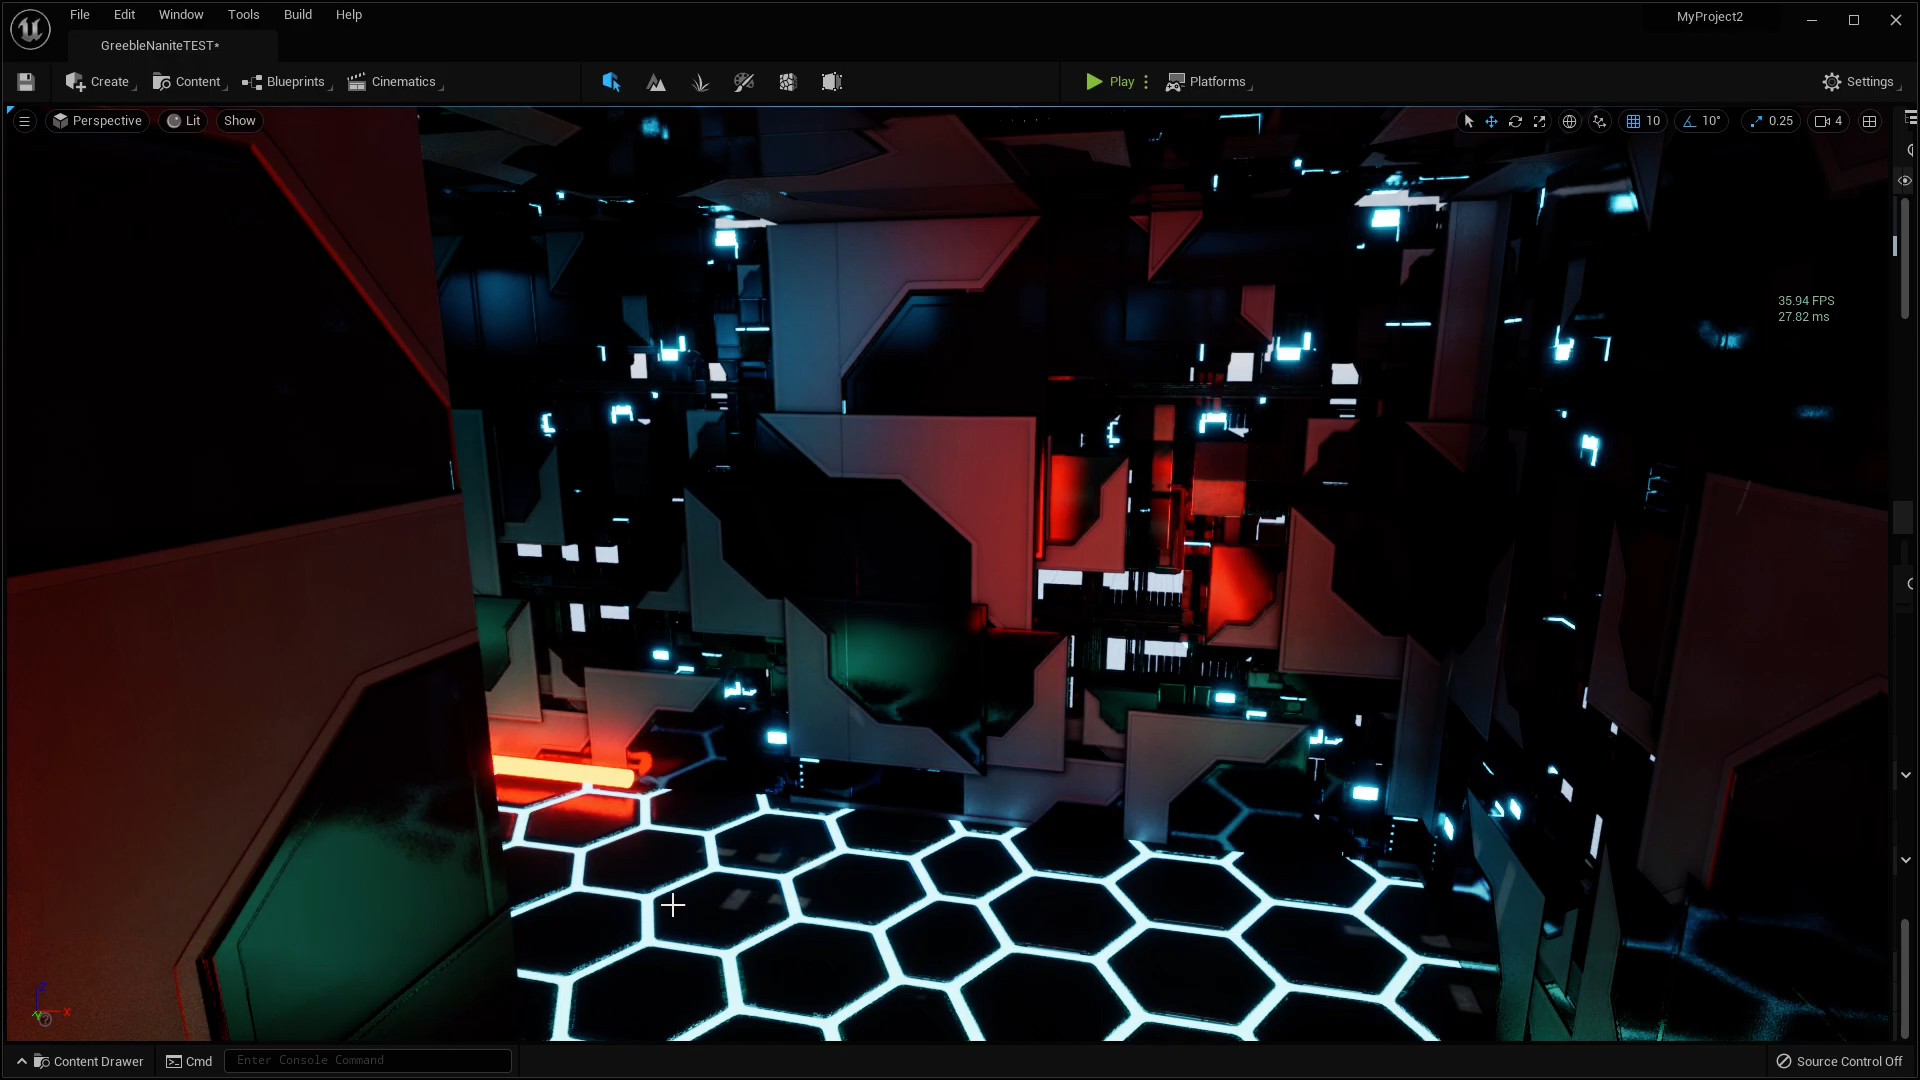 File Edit Window Tools Build Help
MyProject2
GreebleNaniteTEST*
Create Content Blueprints Cinematics Play Platforms Settings
Perspective Lit Show 10 10° 0.25 4
35.94 FPS
27.82 ms
Z
Y X
Content Drawer Cmd Enter Console Command Source Control Off